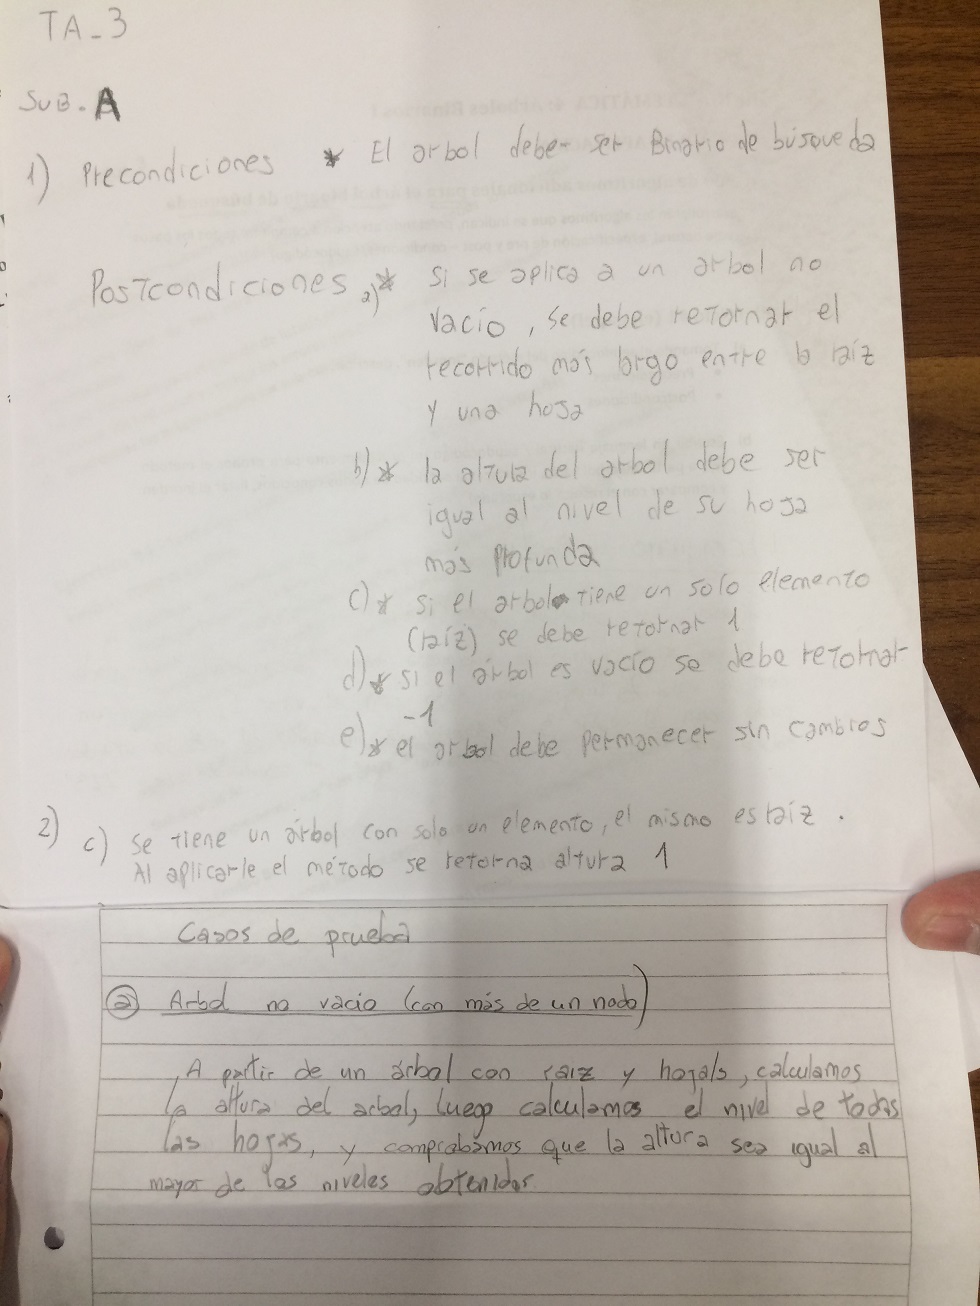 TA_3
SUB. A
1) Precondiciones * El arbol debe ser Binario de búsqueda
Postcondiciones a)* Si se aplica a un arbol no
vacío, se debe retornar el
recorrido más largo entre la raíz
y una hoja
b)* la altura del arbol debe ser
igual al nivel de su hoja
más profunda
c)* si el arbol tiene un solo elemento
(raíz) se debe retornar 1
d)* si el árbol es vacío se debe retornar
-1
e)* el arbol debe permanecer sin cambios
2) c) Se tiene un árbol con solo un elemento, el mismo es raíz.
Al aplicarle el método se retorna altura 1
Casos de prueba
a) Arbol no vacio (con más de un nodo)
A partir de un árbol con raiz y hoja/s, calculamos
la altura del arbol, luego calculamos el nivel de todas
las hojas, y comprobamos que la altura sea igual al
mayor de los niveles obtenidos